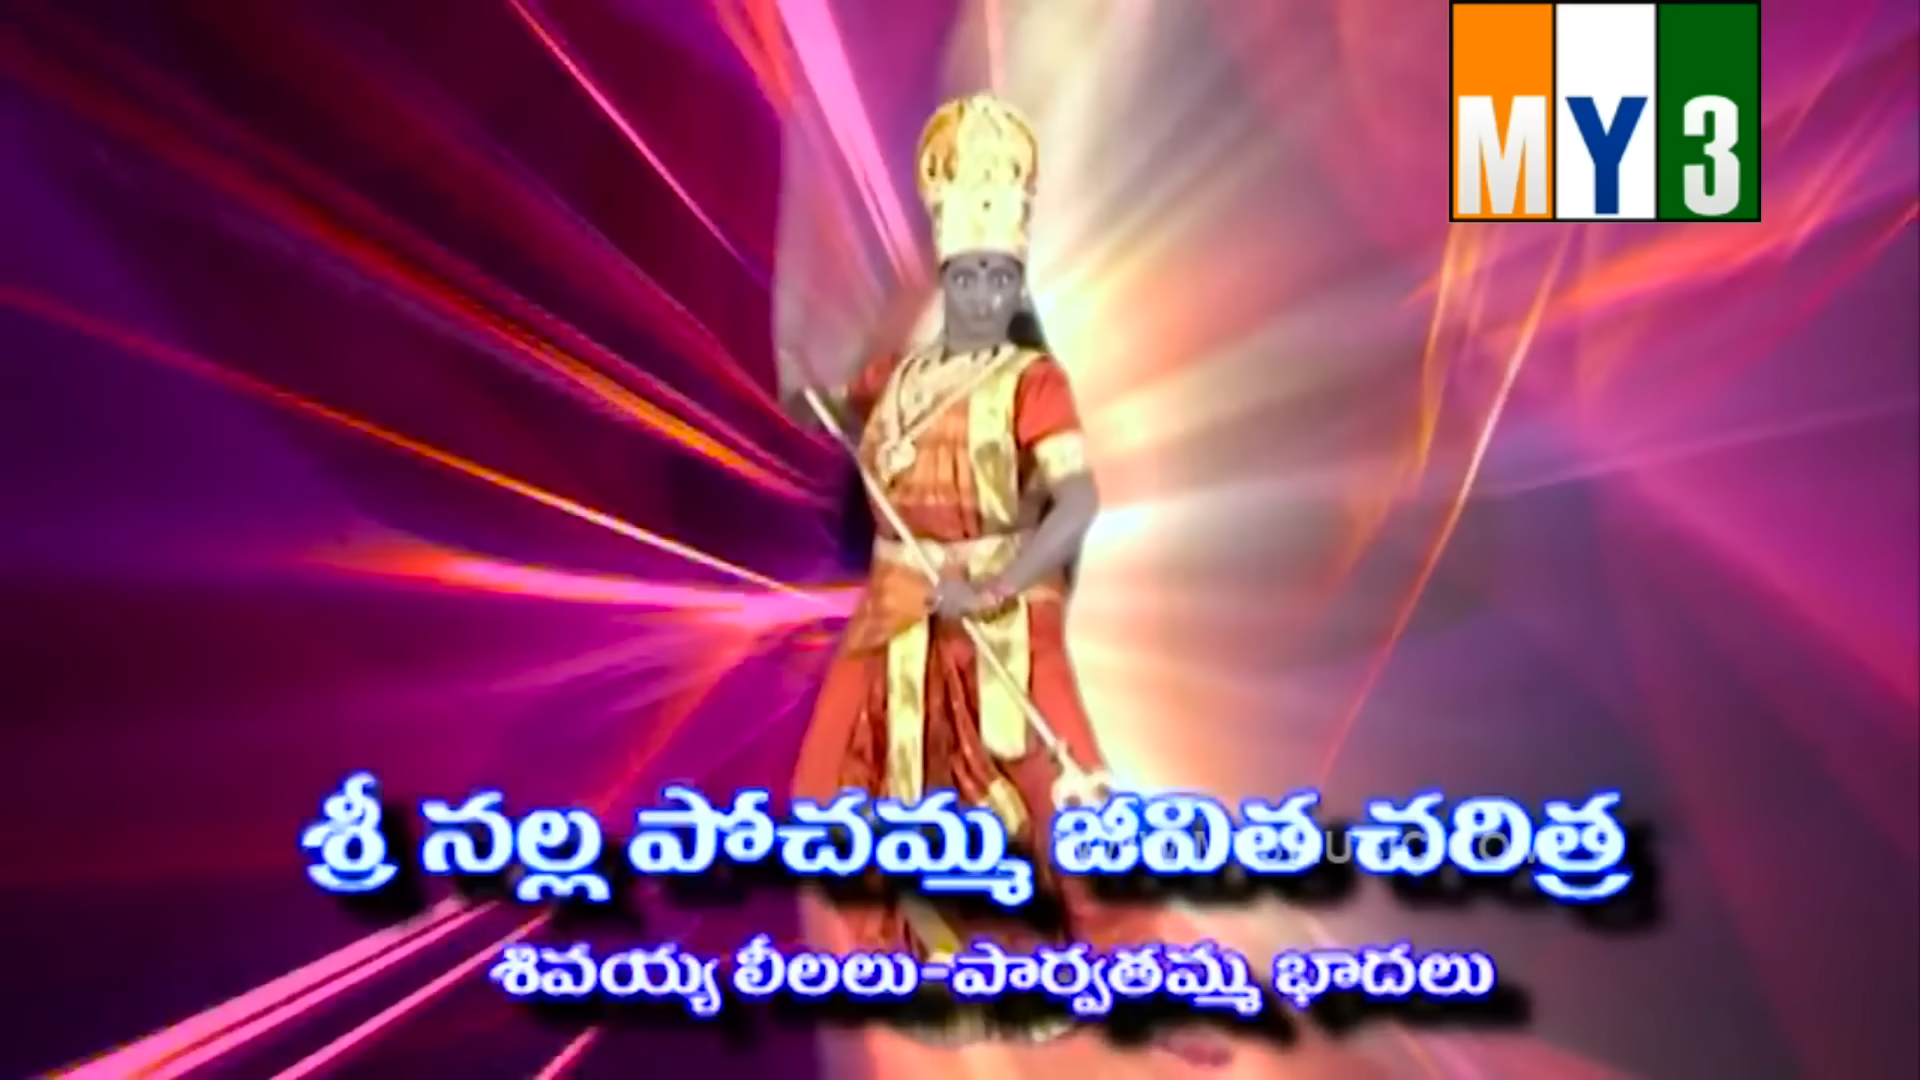 MY3
శ్రీ నల్ల పోచమ్మ జీవిత చరిత్ర
శివయ్య లీలలు-పార్వతమ్మ భాదలు